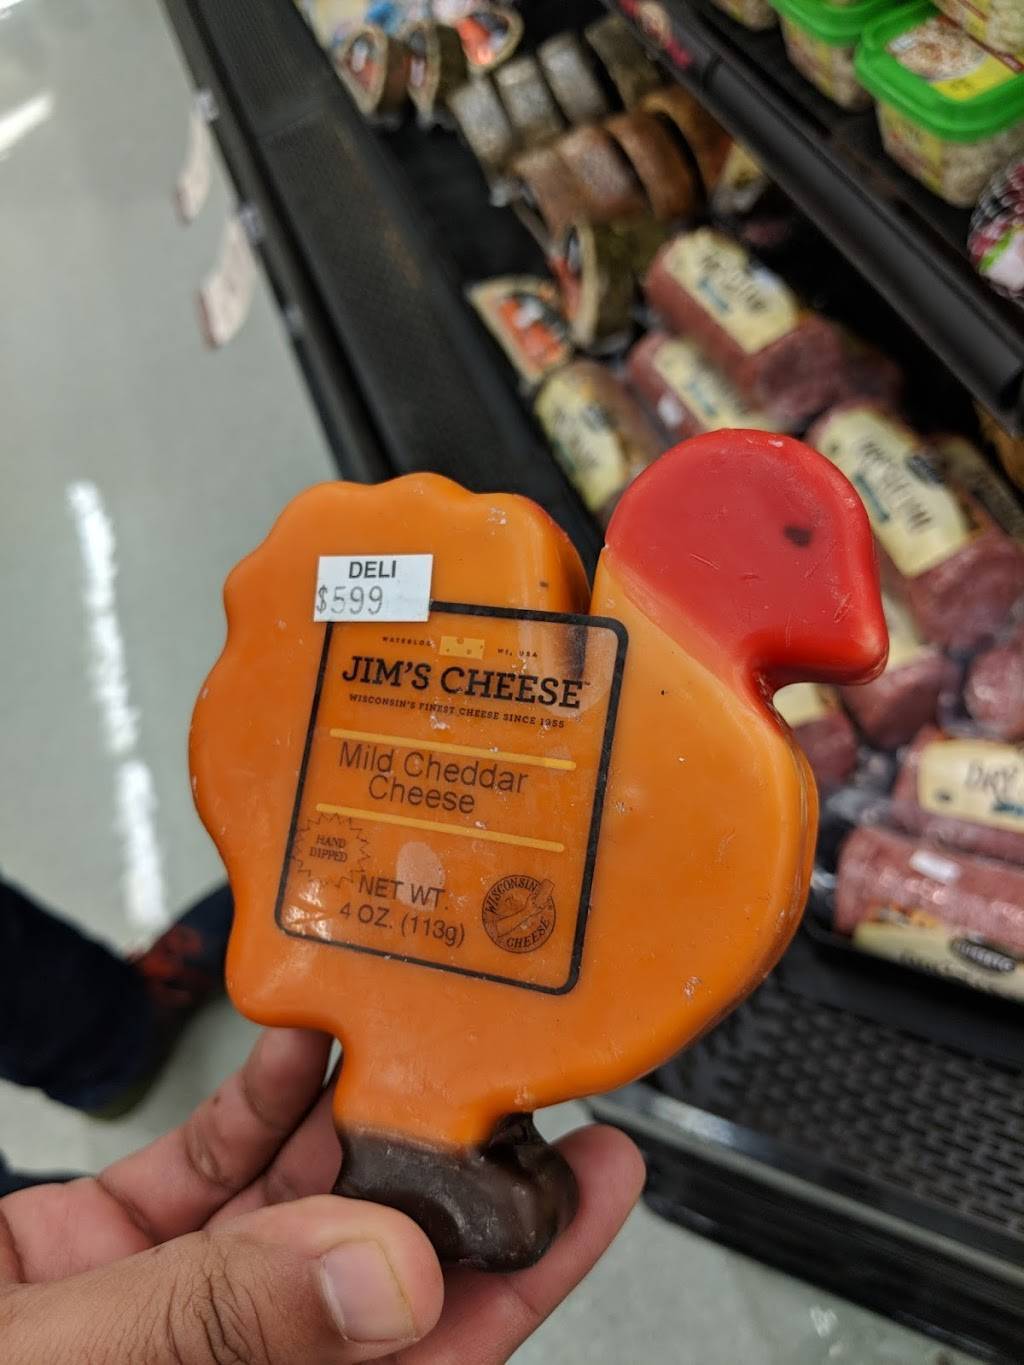 DELI
$599
WATERLOO WI, USA
JIM'S CHEESE
WISCONSIN'S FINEST CHEESE SINCE 1955
Mild Cheddar
Cheese
HAND
DIPPED
NET WT.
4 OZ. (113g)
WISCONSIN
CHEESE
DRY